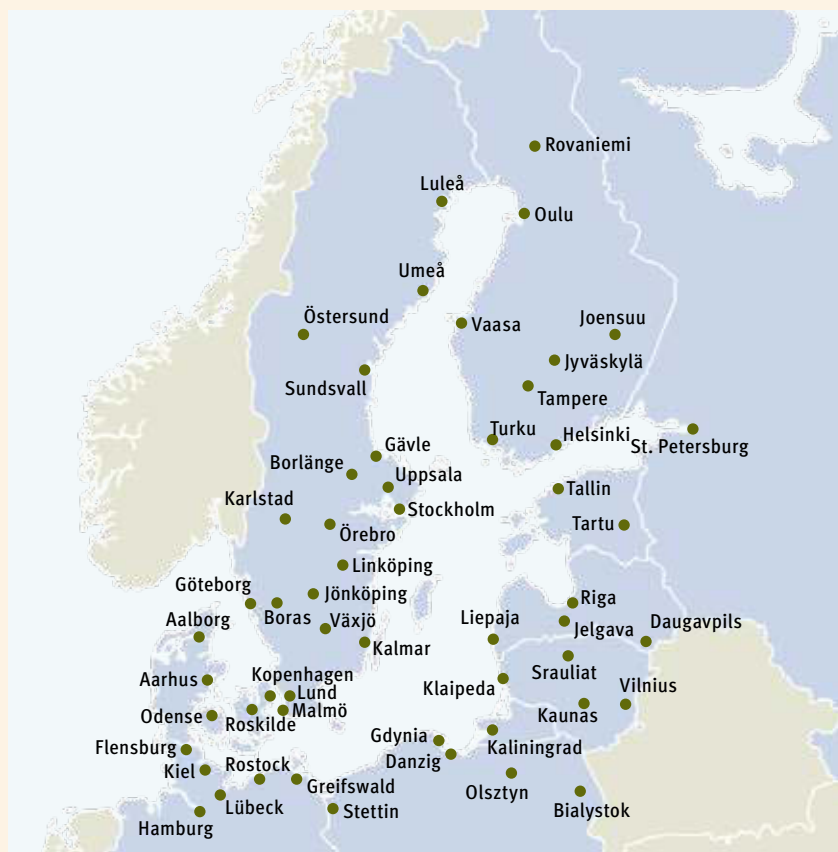 Rovaniemi
Luleå
Oulu
Umeå
Östersund
Vaasa
Joensuu
Jyväskylä
Sundsvall
Tampere
Turku
Helsinki
St. Petersburg
Gävle
Borlänge
Uppsala
Tallin
Karlstad
Stockholm
Tartu
Örebro
Linköping
Göteborg
Jönköping
Riga
Aalborg
Boras
Växjö
Liepaja
Jelgava
Daugavpils
Kalmar
Srauliat
Aarhus
Kopenhagen
Lund
Klaipeda
Vilnius
Odense
Roskilde
Malmö
Kaunas
Flensburg
Gdynia
Kaliningrad
Kiel
Rostock
Danzig
Greifswald
Olsztyn
Lübeck
Stettin
Bialystok
Hamburg